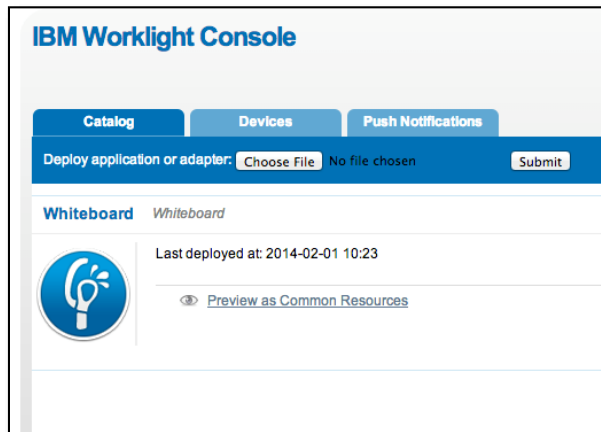 IBM Worklight Console
Catalog Devices Push Notifications
Deploy application or adapter: Choose File No file chosen Submit
Whiteboard Whiteboard
Last deployed at: 2014-02-01 10:23
Preview as Common Resources